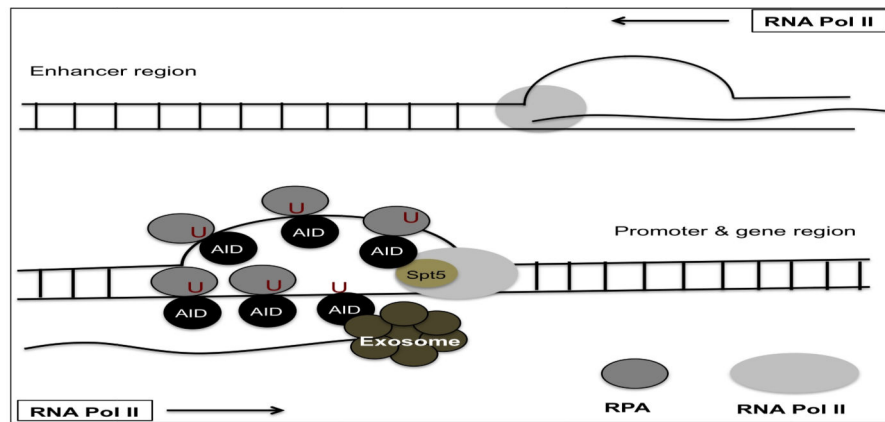 RNA Pol II
Enhancer region
U
U
U
AID
AID
AID
Promoter & gene region
Spt5
U
U
U
AID
AID
AID
Exosome
RNA Pol II
RPA
RNA Pol II